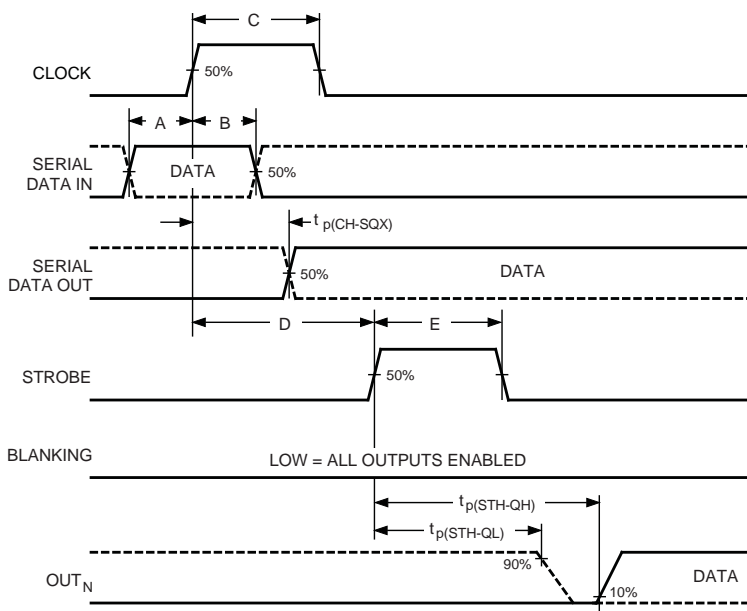 C
CLOCK
50%
A
B
SERIAL
DATA IN
DATA
50%
t p(CH-SQX)
SERIAL
DATA OUT
50%
DATA
D
E
STROBE
50%
BLANKING
LOW = ALL OUTPUTS ENABLED
t p(STH-QH)
t p(STH-QL)
90%
DATA
OUT N
10%